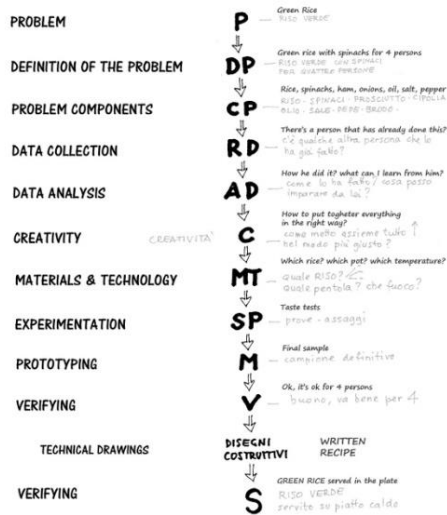 PROBLEM
P
Green Rice
RISO VERDE
DEFINITION OF THE PROBLEM
DP
Green rice with spinachs for 4 persons
RISO VERDE CON SPINACI
PER QUATTRO PERSONE
PROBLEM COMPONENTS
CP
Rice, spinachs, ham, onions, oil, salt, pepper
RISO - SPINACI - PROSCIUTTO - CIPOLLA
OLIO - SALE - PEPE - BRODO -
DATA COLLECTION
RD
There's a person that has already done this?
c'è qualche altra persona che lo
ha già fatto?
DATA ANALYSIS
AD
How he did it? what can I learn from him?
come lo ha fatto / cosa posso
imparare da lui?
CREATIVITY
CREATIVITÀ
C
How to put togheter everything
in the right way?
come metto assieme tutto
nel modo più giusto?
MATERIALS & TECHNOLOGY
MT
Which rice? which pot? which temperature?
quale RISO?
quale pentola? che fuoco?
EXPERIMENTATION
SP
Taste tests
prove - assaggi
PROTOTYPING
M
Final sample
campione definitivo
VERIFYING
V
Ok, it's ok for 4 persons
buono, va bene per 4
TECHNICAL DRAWINGS
DISEGNI
COSTRUTTIVI
WRITTEN
RECIPE
VERIFYING
S
GREEN RICE served in the plate
RISO VERDE
servito su piatto caldo